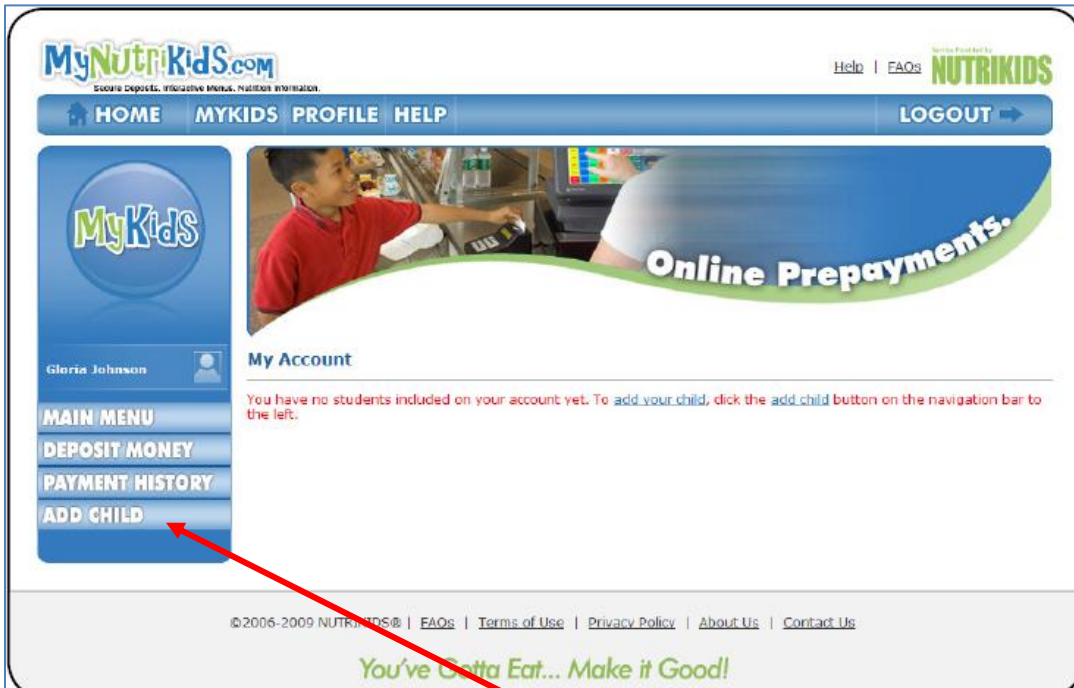 MyNutriKids.com
Secure Deposits. Interactive Menus. Nutrition Information.
Help | FAQs
Service Provided by
NUTRIKIDS
HOME MYKIDS PROFILE HELP LOGOUT
MyKids
Online Prepayments.
Gloria Johnson
My Account
You have no students included on your account yet. To add your child, click the add child button on the navigation bar to
the left.
MAIN MENU
DEPOSIT MONEY
PAYMENT HISTORY
ADD CHILD
©2006-2009 NUTRIKIDS® | FAQs | Terms of Use | Privacy Policy | About Us | Contact Us
You've Gotta Eat... Make it Good!